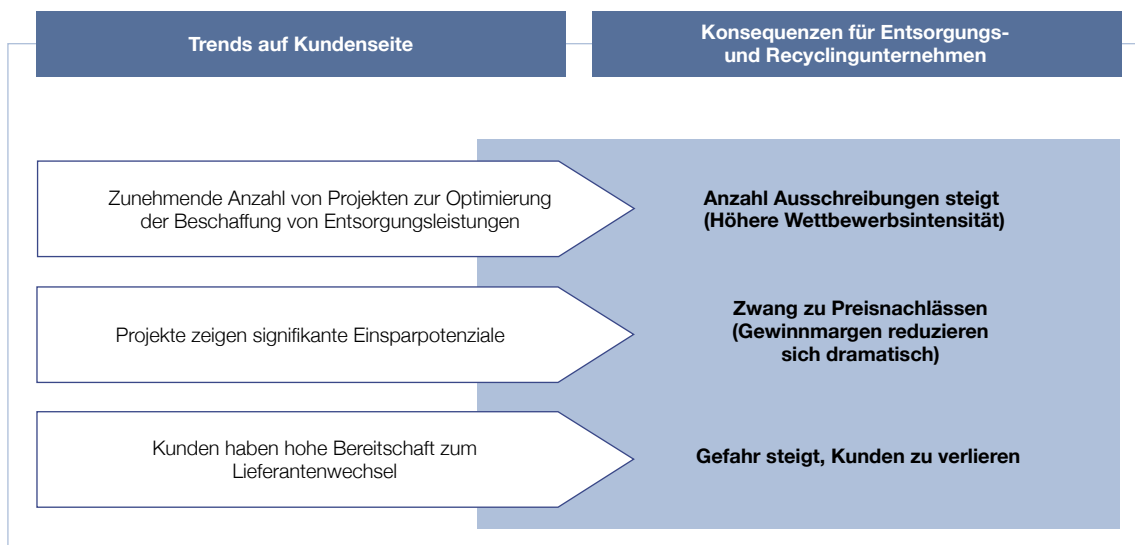 Trends auf Kundenseite
Konsequenzen für Entsorgungs-
und Recyclingunternehmen
Zunehmende Anzahl von Projekten zur Optimierung
der Beschaffung von Entsorgungsleistungen
Anzahl Ausschreibungen steigt
(Höhere Wettbewerbsintensität)
Projekte zeigen signifikante Einsparpotenziale
Zwang zu Preisnachlässen
(Gewinnmargen reduzieren
sich dramatisch)
Kunden haben hohe Bereitschaft zum
Lieferantenwechsel
Gefahr steigt, Kunden zu verlieren